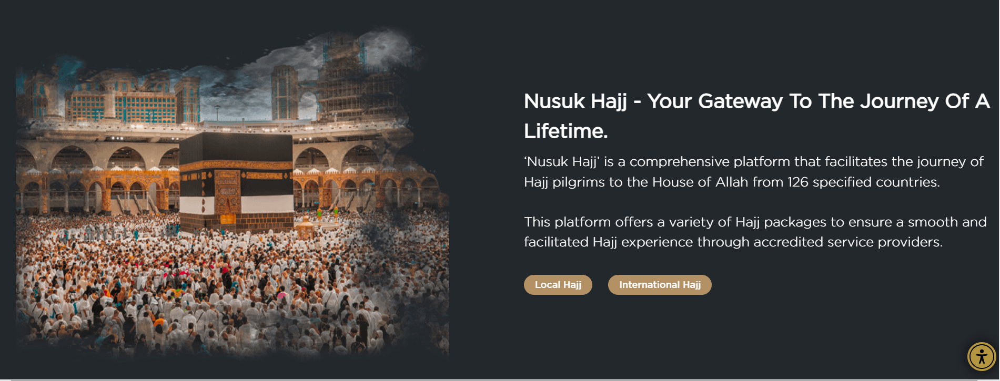 Nusuk Hajj - Your Gateway To The Journey Of A
Lifetime.
‘Nusuk Hajj’ is a comprehensive platform that facilitates the journey of
Hajj pilgrims to the House of Allah from 126 specified countries.
This platform offers a variety of Hajj packages to ensure a smooth and
facilitated Hajj experience through accredited service providers.
Local Hajj
International Hajj